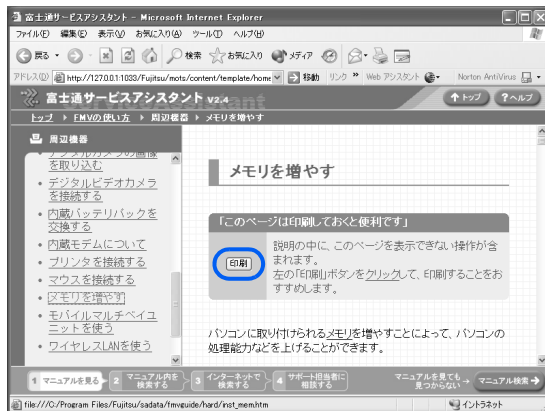 富士通サービスアシスタント - Microsoft Internet Explorer
ファイル(F) 編集(E) 表示(V) お気に入り(A) ツール(T) ヘルプ(H)
戻る 検索 お気に入り メディア
アドレス(D) http://127.0.0.1:1033/Fujitsu/mots/content/template/home 移動 リンク » Web アシスタント Norton AntiVirus
富士通サービスアシスタント V2.4 ↑トップ ?ヘルプ
トップ ▶ FMVの使い方 ▶ 周辺機器 ▶ メモリを増やす
周辺機器
デジタルカメラの画像を取り込む
デジタルビデオカメラを接続する
内蔵バッテリパックを交換する
内蔵モデムについて
プリンタを接続する
マウスを接続する
メモリを増やす
モバイルマルチベイユニットを使う
ワイヤレスLANを使う
メモリを増やす
「このページは印刷しておくと便利です」
印刷
説明の中に、このページを表示できない操作が含まれます。
左の「印刷」ボタンをクリックして、印刷することをおすすめします。
パソコンに取り付けられるメモリを増やすことによって、パソコンの
処理能力などを上げることができます。
1 マニュアルを見る 2 マニュアル内を検索する 3 インターネットで検索する 4 サポート担当者に相談する マニュアルを見ても見つからない→ マニュアル検索→
file:///C:/Program Files/Fujitsu/sadata/fmvguide/hard/inst_mem.htm イントラネット